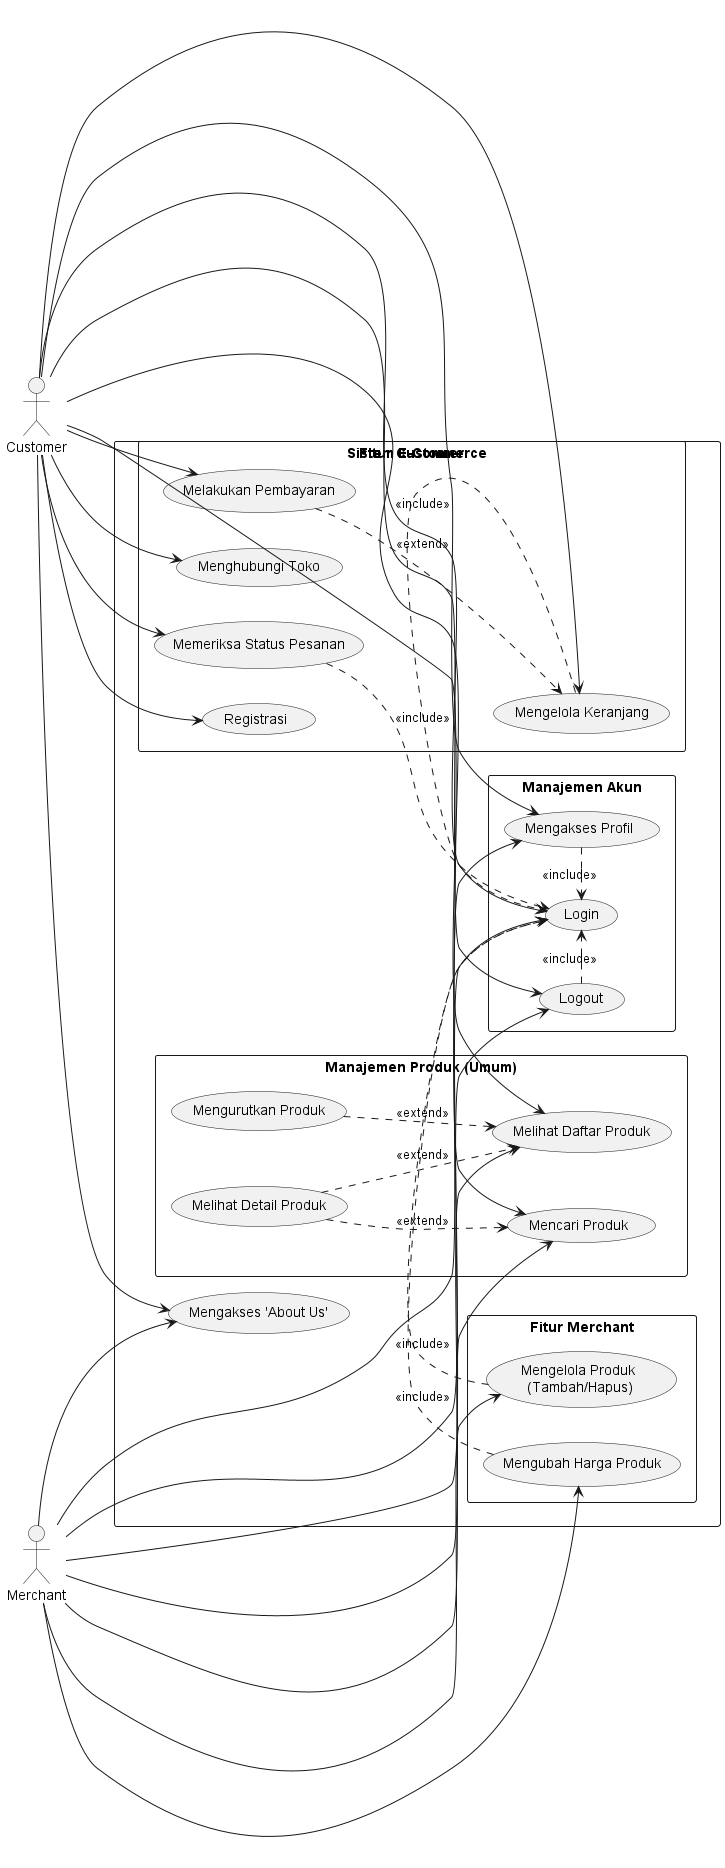 Customer
Sistem E-Commerce
Fitur Customer
Melakukan Pembayaran
«include»
«extend»
Menghubungi Toko
Memeriksa Status Pesanan
Registrasi
«include»
Mengelola Keranjang
Manajemen Akun
Mengakses Profil
«include»
Login
«include»
Logout
Manajemen Produk (Umum)
Mengurutkan Produk
«extend»
Melihat Daftar Produk
«extend»
Melihat Detail Produk
«extend»
Mencari Produk
Mengakses 'About Us'
Fitur Merchant
«include»
Mengelola Produk
(Tambah/Hapus)
«include»
Mengubah Harga Produk
Merchant